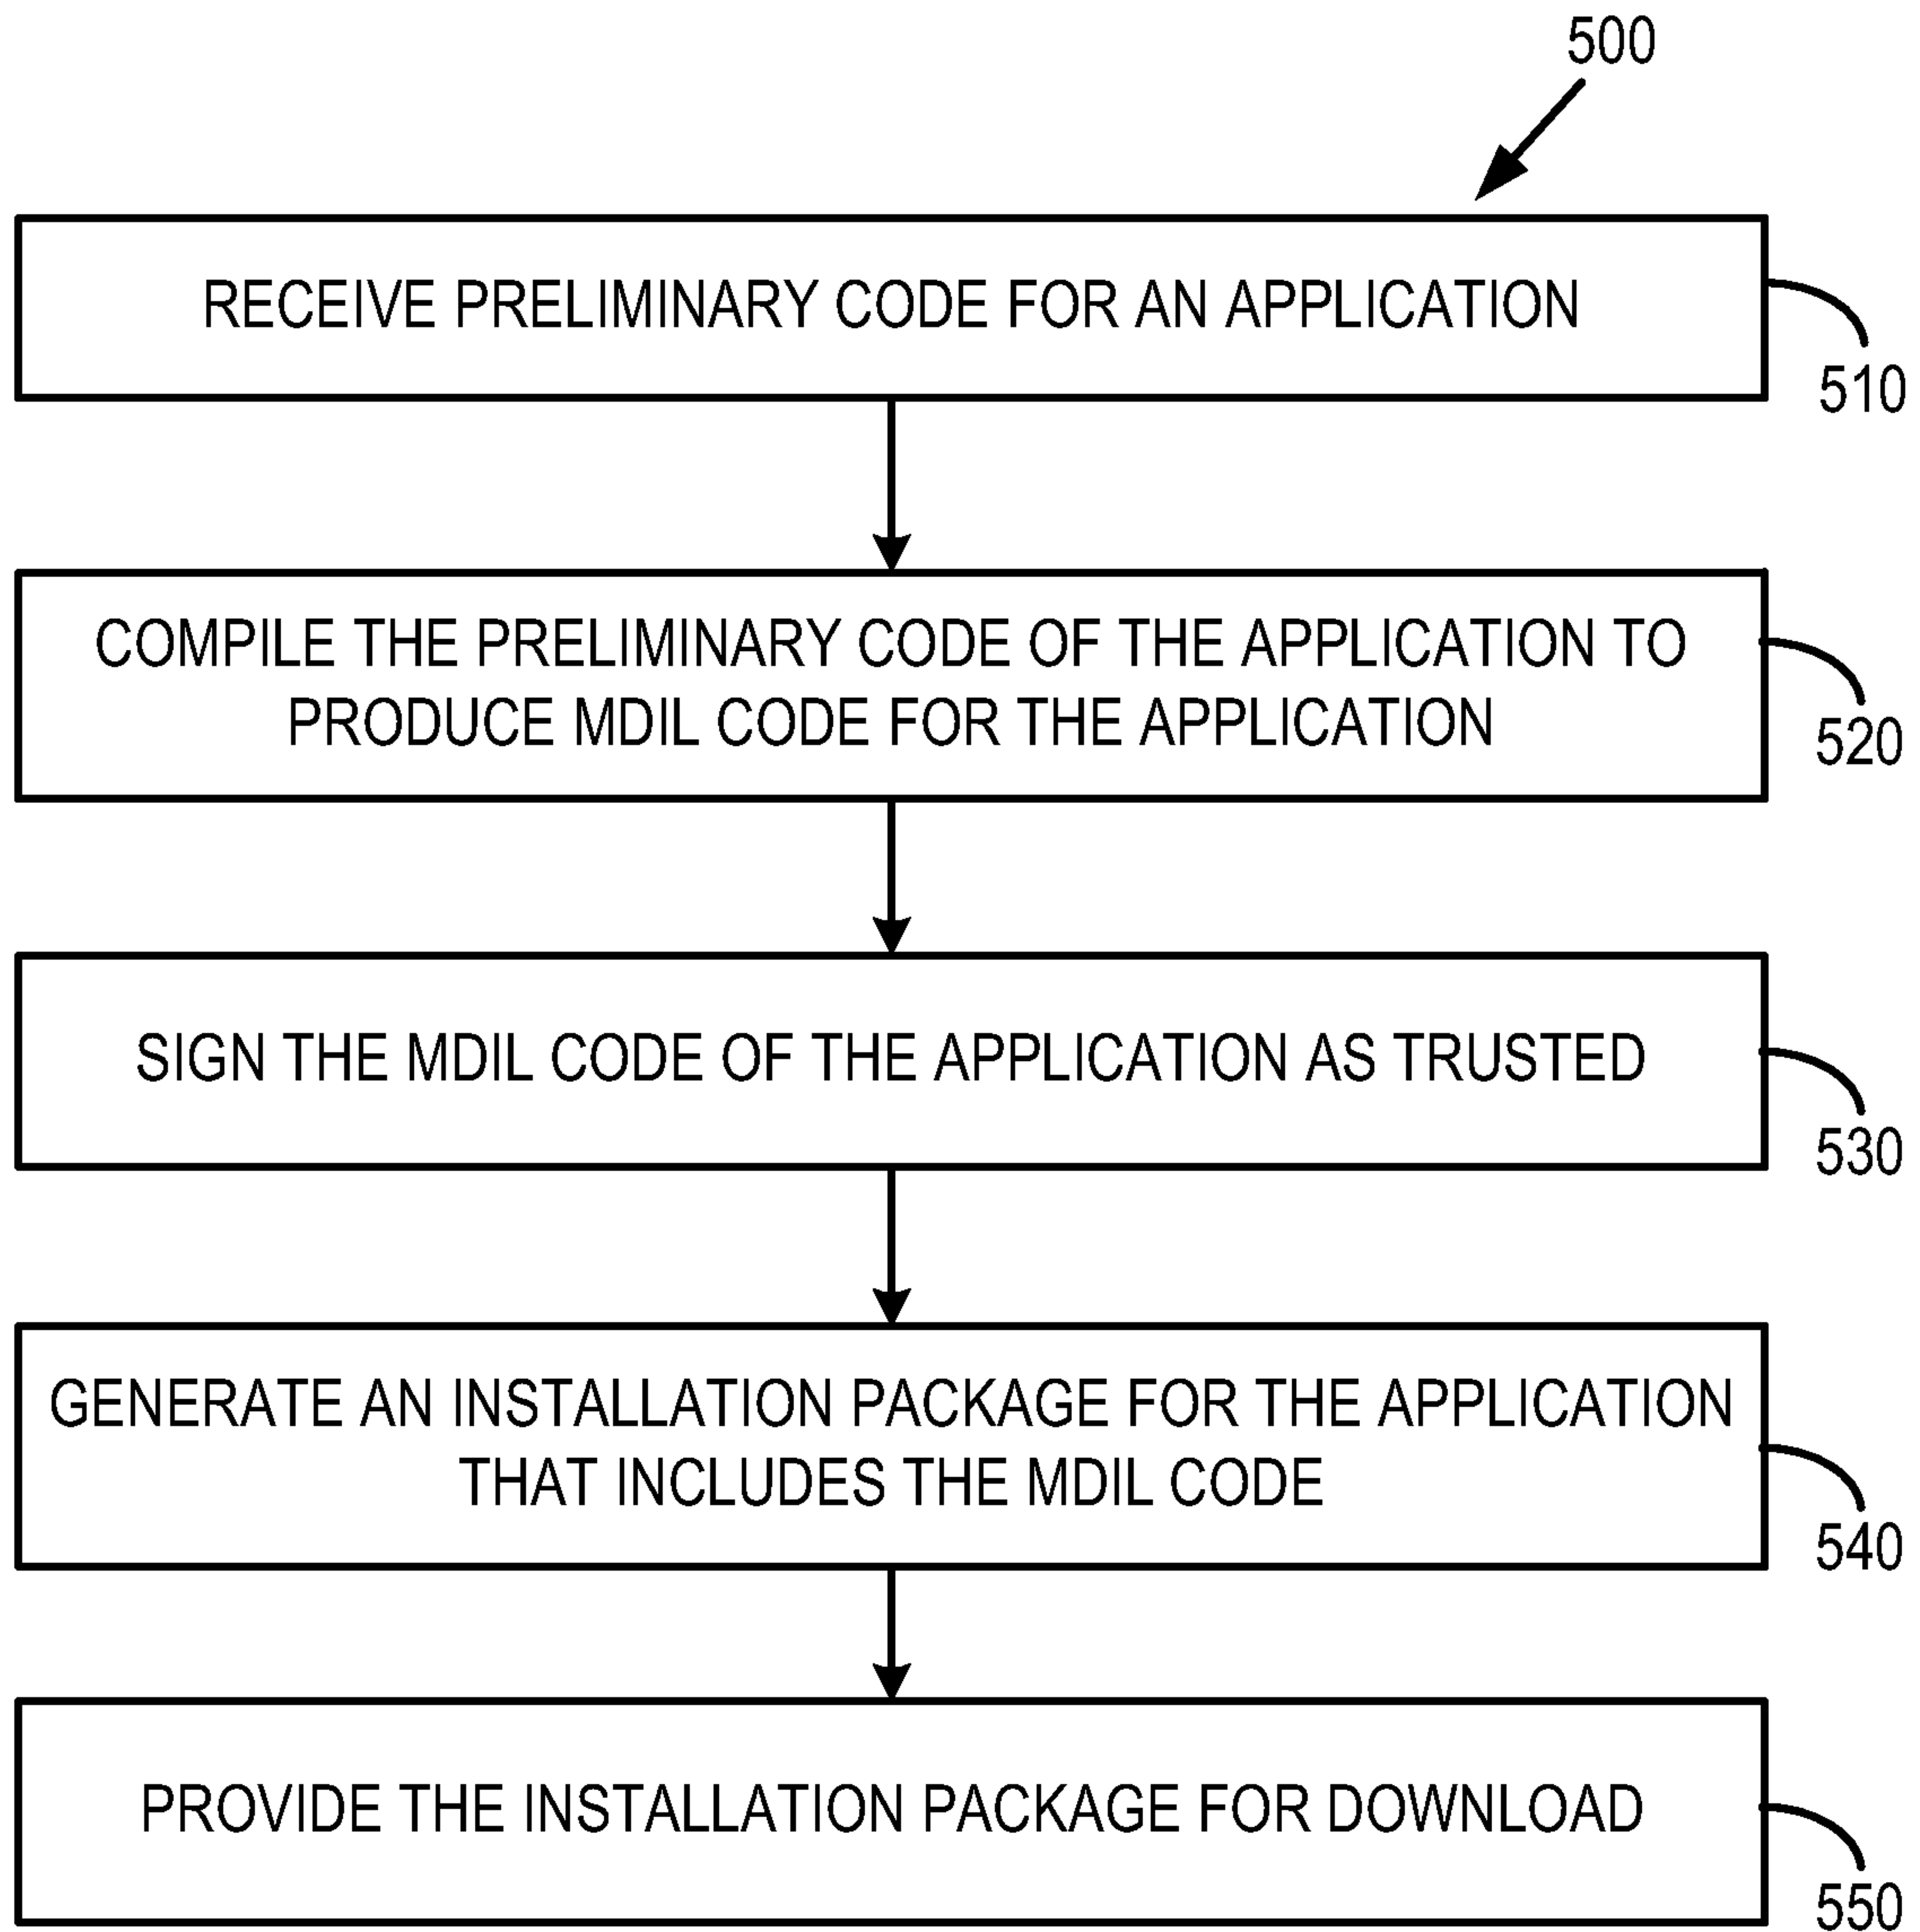 500
RECEIVE PRELIMINARY CODE FOR AN APPLICATION
510
COMPILE THE PRELIMINARY CODE OF THE APPLICATION TO
PRODUCE MDIL CODE FOR THE APPLICATION
520
SIGN THE MDIL CODE OF THE APPLICATION AS TRUSTED
530
GENERATE AN INSTALLATION PACKAGE FOR THE APPLICATION
THAT INCLUDES THE MDIL CODE
540
PROVIDE THE INSTALLATION PACKAGE FOR DOWNLOAD
550